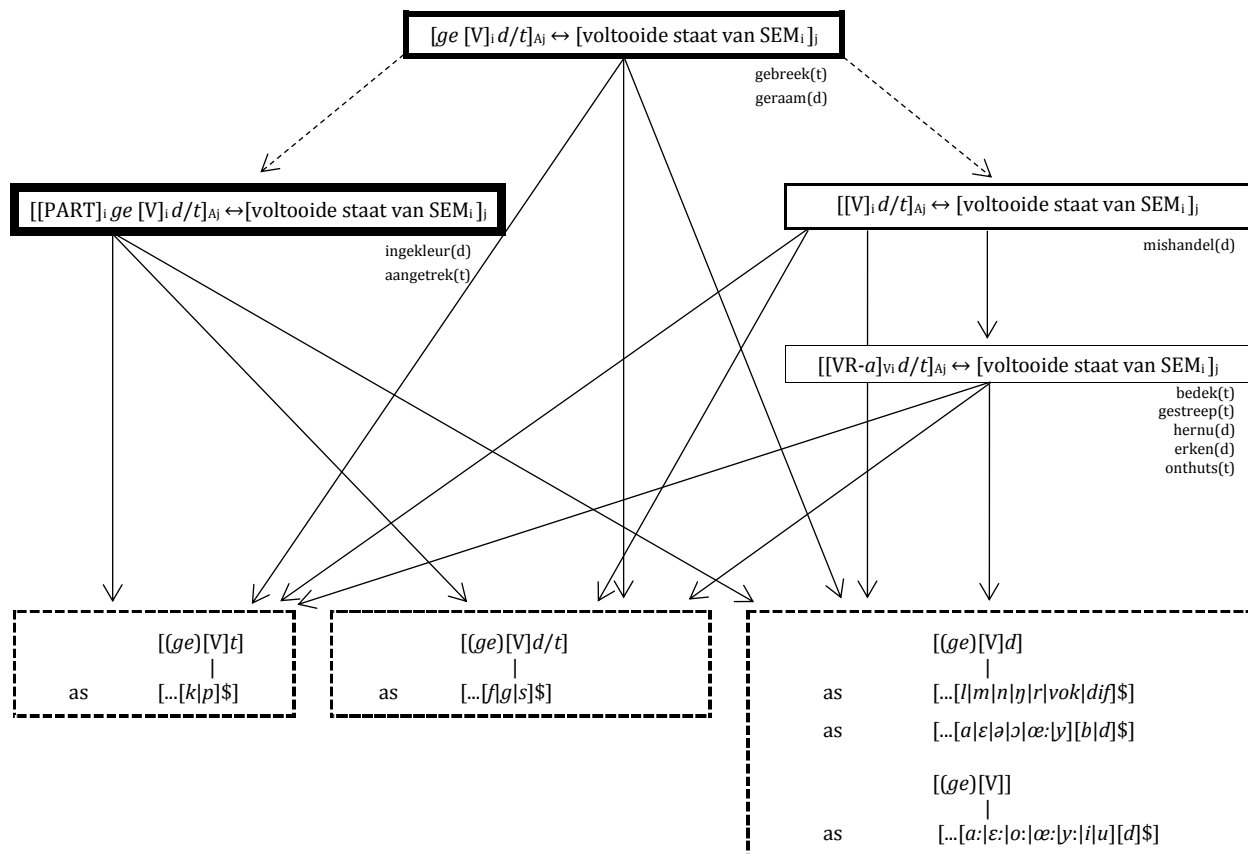 [ge [V]i d/t]Aj ↔ [voltooide staat van SEMi]j
gebreek(t)
geraam(d)
[[PART]i ge [V]i d/t]Aj ↔[voltooide staat van SEMi]j
ingekleur(d)
aangetrek(t)
[[V]i d/t]Aj ↔ [voltooide staat van SEMi]j
mishandel(d)
[[VR-a]Vi d/t]Aj ↔ [voltooide staat van SEMi]j
bedek(t)
gestreep(t)
hernu(d)
erken(d)
onthuts(t)
[(ge)[V]t]
|
as [...[k|p]$]
[(ge)[V]d/t]
|
as [...[f|g|s]$]
[(ge)[V]d]
|
as [...[l|m|n|ŋ|r|vok|dif]$]
as [...[a|ɛ|ə|ɔ|œ:|y][b|d]$]
[(ge)[V]]
|
as [...[a:|ɛ:|o:|œ:|y:|i|u][d]$]